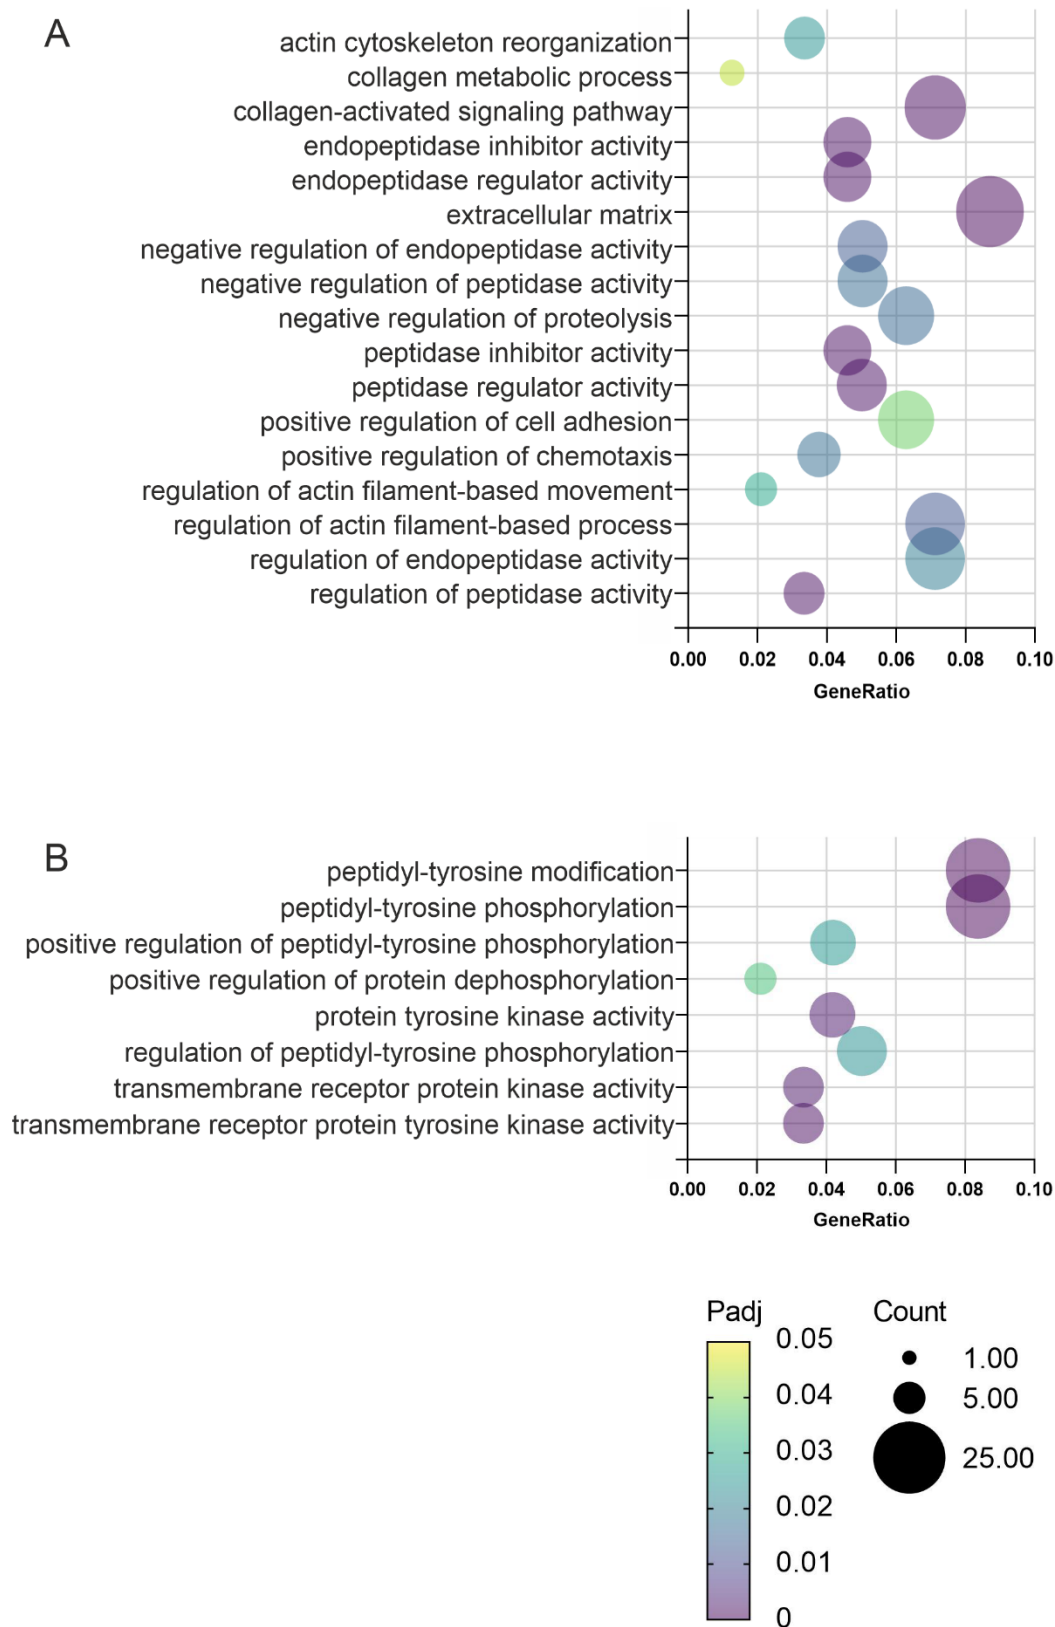 A
actin cytoskeleton reorganization
collagen metabolic process
collagen-activated signaling pathway
endopeptidase inhibitor activity
endopeptidase regulator activity
extracellular matrix
negative regulation of endopeptidase activity
negative regulation of peptidase activity
negative regulation of proteolysis
peptidase inhibitor activity
peptidase regulator activity
positive regulation of cell adhesion
positive regulation of chemotaxis
regulation of actin filament-based movement
regulation of actin filament-based process
regulation of endopeptidase activity
regulation of peptidase activity
0.00 0.02 0.04 0.06 0.08 0.10
GeneRatio
B
peptidyl-tyrosine modification
peptidyl-tyrosine phosphorylation
positive regulation of peptidyl-tyrosine phosphorylation
positive regulation of protein dephosphorylation
protein tyrosine kinase activity
regulation of peptidyl-tyrosine phosphorylation
transmembrane receptor protein kinase activity
transmembrane receptor protein tyrosine kinase activity
0.00 0.02 0.04 0.06 0.08 0.10
GeneRatio
Padj
0.05
0.04
0.03
0.02
0.01
0
Count
1.00
5.00
25.00